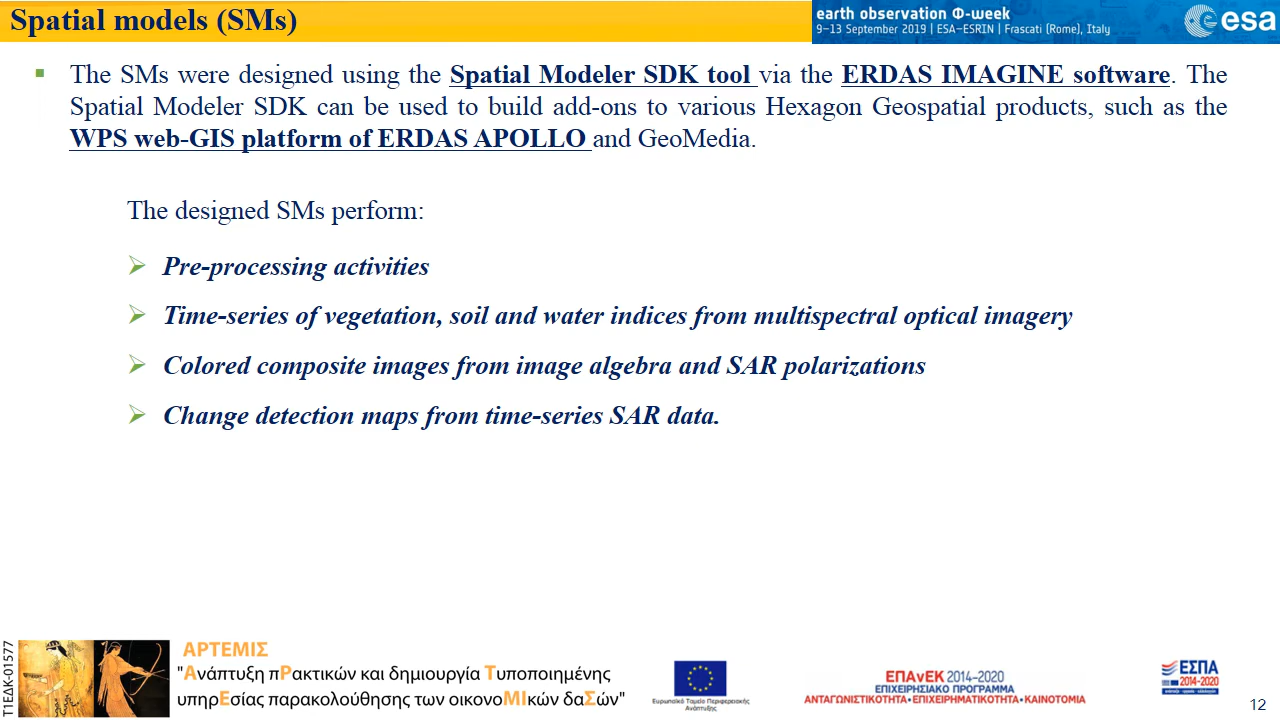 Spatial models (SMs)
earth observation Φ-week
9–13 September 2019 | ESA–ESRIN | Frascati (Rome), Italy
esa
▪ The SMs were designed using the Spatial Modeler SDK tool via the ERDAS IMAGINE software. The
Spatial Modeler SDK can be used to build add-ons to various Hexagon Geospatial products, such as the
WPS web-GIS platform of ERDAS APOLLO and GeoMedia.
The designed SMs perform:
➢ Pre-processing activities
➢ Time-series of vegetation, soil and water indices from multispectral optical imagery
➢ Colored composite images from image algebra and SAR polarizations
➢ Change detection maps from time-series SAR data.
Τ1ΕΔΚ-01577
ΑΡΤΕΜΙΣ
"Ανάπτυξη πΡακτικών και δημιουργία Τυποποιημένης
υπηρΕσίας παρακολούθησης των οικονοΜΙκών δαΣών"
Ευρωπαϊκό Ταμείο Περιφερειακής
Ανάπτυξης
ΕΠΑνΕΚ 2014–2020
ΕΠΙΧΕΙΡΗΣΙΑΚΟ ΠΡΟΓΡΑΜΜΑ
ΑΝΤΑΓΩΝΙΣΤΙΚΟΤΗΤΑ•ΕΠΙΧΕΙΡΗΜΑΤΙΚΟΤΗΤΑ•ΚΑΙΝΟΤΟΜΙΑ
ΕΣΠΑ
2014-2020
12